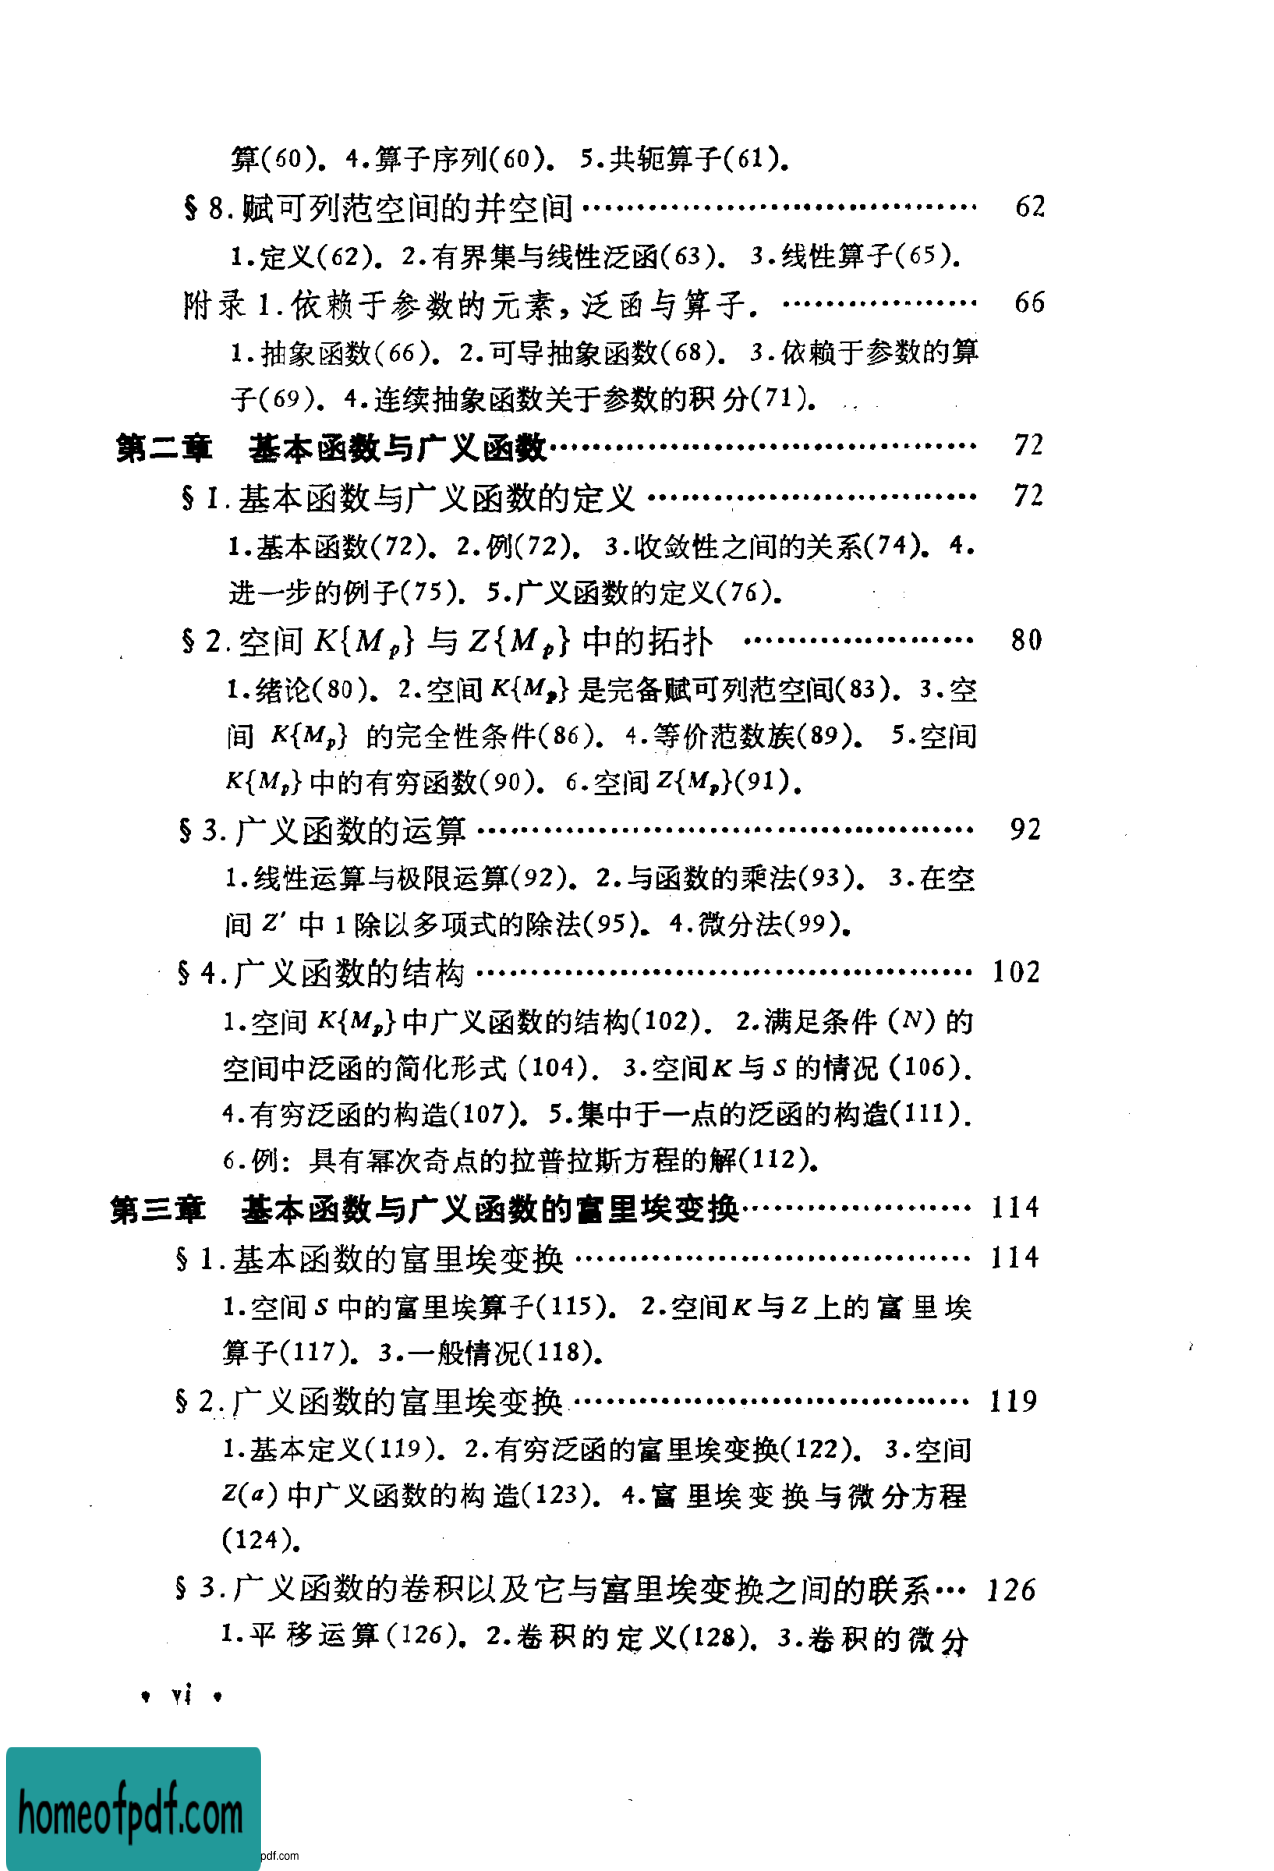 算(60)。4.算子序列(60)。5.共轭算子(61)。
§8.赋可列范空间的并空间…………………………… 62
1.定义(62)。2.有界集与线性泛函(63)。3.线性算子(65)。
附录1.依赖于参数的元素,泛函与算子. ……………… 66
1.抽象函数(66)。2.可导抽象函数(68)。3.依赖于参数的算
子(69)。4.连续抽象函数关于参数的积分(71)。
第二章 基本函数与广义函数………………………………… 72
§1.基本函数与广义函数的定义………………………… 72
1.基本函数(72)。2.例(72)。3.收敛性之间的关系(74)。4.
进一步的例子(75)。5.广义函数的定义(76)。
§2.空间K{Mp}与Z{Mp}中的拓扑 ………………… 80
1.绪论(80)。2.空间K{Mp}是完备赋可列范空间(83)。3.空
间 K{Mp} 的完全性条件(86)。4.等价范数族(89)。5.空间
K{Mp}中的有穷函数(90)。6.空间Z{Mp}(91)。
§3.广义函数的运算……………………………………… 92
1.线性运算与极限运算(92)。2.与函数的乘法(93)。3.在空
间 Z′ 中1除以多项式的除法(95)。4.微分法(99)。
§4.广义函数的结构……………………………………… 102
1.空间K{Mp}中广义函数的结构(102)。2.满足条件(N)的
空间中泛函的简化形式(104)。3.空间K与S的情况(106)。
4.有穷泛函的构造(107)。5.集中于一点的泛函的构造(111)。
6.例:具有幂次奇点的拉普拉斯方程的解(112)。
第三章 基本函数与广义函数的富里埃变换………………… 114
§1.基本函数的富里埃变换……………………………… 114
1.空间S中的富里埃算子(115)。2.空间K与Z上的富里埃
算子(117)。3.一般情况(118)。
§2.广义函数的富里埃变换……………………………… 119
1.基本定义(119)。2.有穷泛函的富里埃变换(122)。3.空间
Z(a)中广义函数的构造(123)。4.富里埃变换与微分方程
(124)。
§3.广义函数的卷积以及它与富里埃变换之间的联系… 126
1.平移运算(126)。2.卷积的定义(128)。3.卷积的微分
• vi •
homeofpdf.com
pdf.com